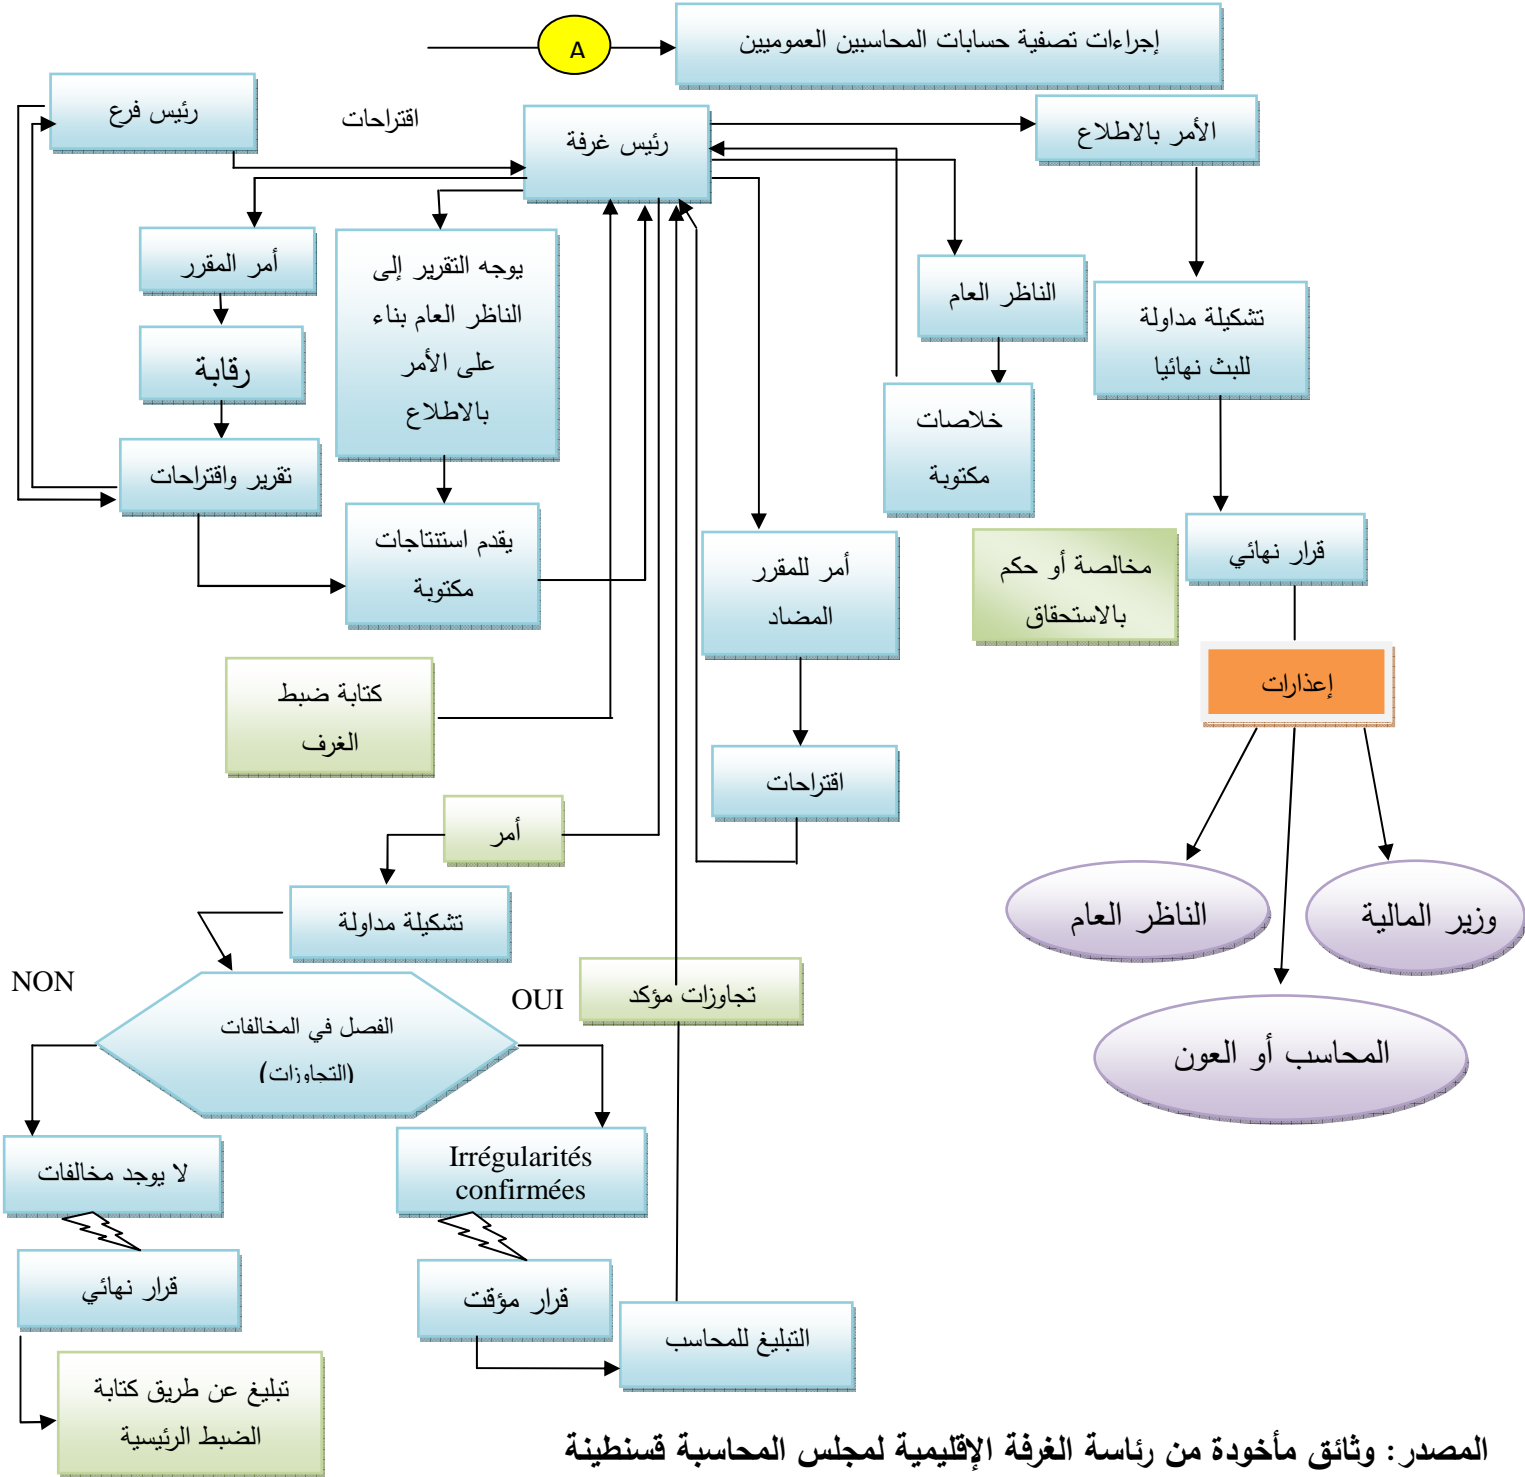 A
إجراءات تصفية حسابات المحاسبين العموميين
رئيس فرع
اقتراحات
رئيس غرفة
الأمر بالاطلاع
أمر المقرر
يوجه التقرير إلى
الناظر العام بناء
على الأمر
بالاطلاع
الناظر العام
تشكيلة مداولة
للبث نهائيا
رقابة
خلاصات
مكتوبة
تقرير واقتراحات
يقدم استنتاجات
مكتوبة
أمر للمقرر
المضاد
مخالصة أو حكم
بالاستحقاق
قرار نهائي
إعذارات
كتابة ضبط
الغرف
اقتراحات
أمر
تشكيلة مداولة
الناظر العام
وزير المالية
المحاسب أو العون
NON
OUI
تجاوزات مؤكد
الفصل في المخالفات
(التجاوزات)
لا يوجد مخالفات
Irrégularités
confirmées
قرار نهائي
قرار مؤقت
التبليغ للمحاسب
تبليغ عن طريق كتابة
الضبط الرئيسية
المصدر: وثائق مأخودة من رئاسة الغرفة الإقليمية لمجلس المحاسبة قسنطينة